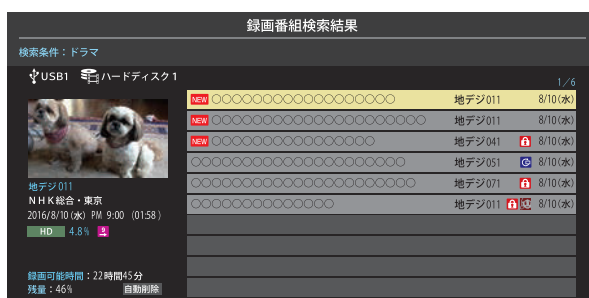 録画番組検索結果
検索条件：ドラマ
USB1 ハードディスク1
1/6
NEW 〇〇〇〇〇〇〇〇〇〇〇〇〇〇〇〇〇〇 地デジ011 8/10(水)
NEW 〇〇〇〇〇〇〇〇〇〇〇〇〇〇〇〇〇〇〇〇〇 地デジ011 8/10(水)
NEW 〇〇〇〇〇〇〇〇〇〇〇〇〇〇〇〇 地デジ041 8/10(水)
〇〇〇〇〇〇〇〇〇〇〇〇〇〇〇〇〇〇〇〇〇 地デジ051 8/10(水)
〇〇〇〇〇〇〇〇〇〇〇〇〇〇〇〇〇〇〇〇〇〇 地デジ071 8/10(水)
〇〇〇〇〇〇〇〇〇〇〇〇〇〇 地デジ011 8/10(水)
地デジ011
NHK総合・東京
2016/8/10(水) PM 9:00 (01:58)
HD 4.8%
録画可能時間：22時間45分
残量：46% 自動削除